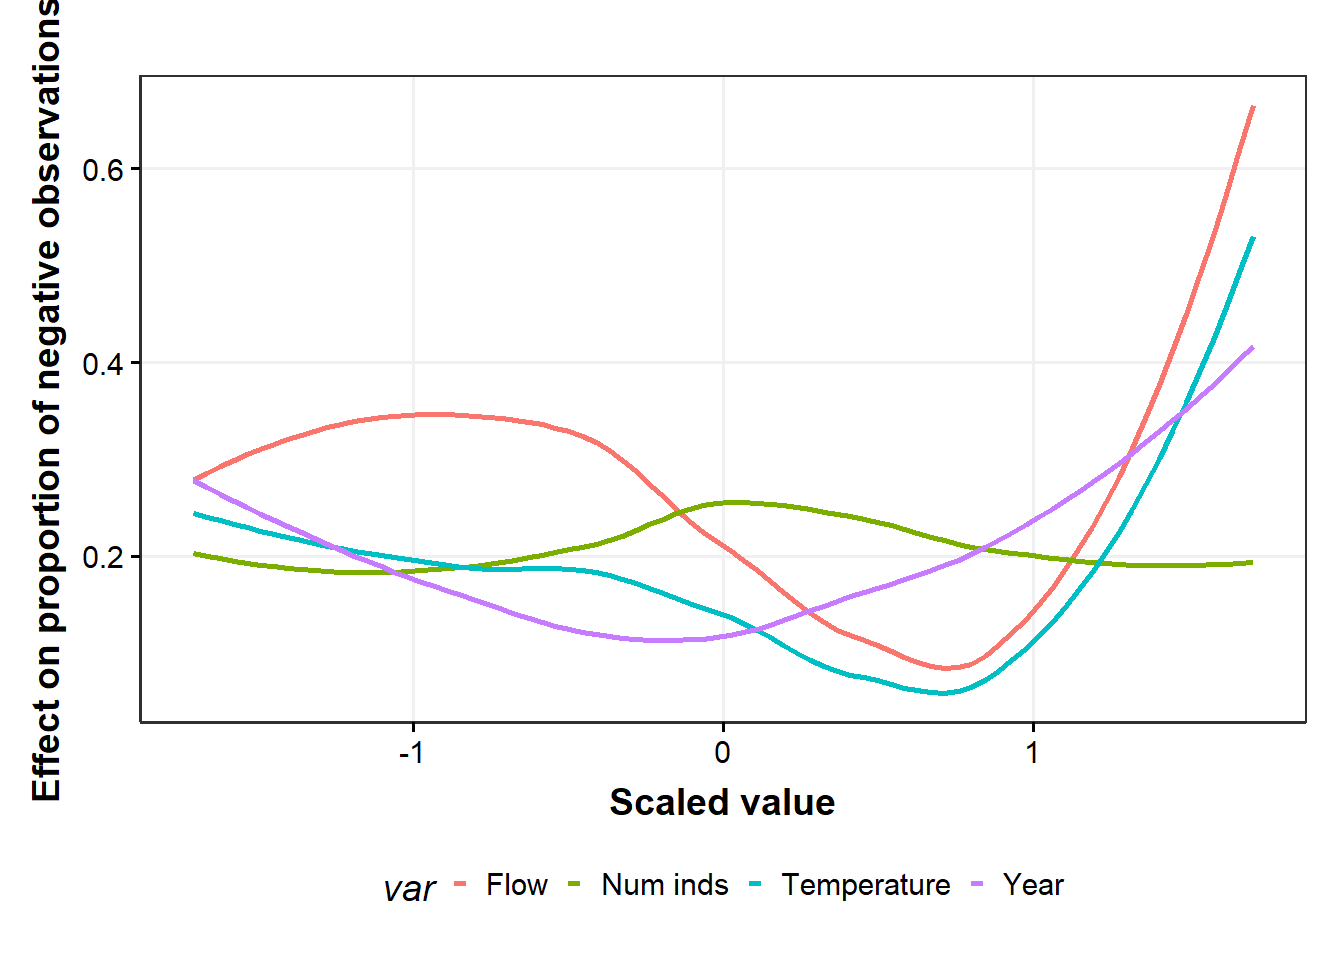 Effect on proportion of negative observations
0.6
0.4
0.2
-1 0 1
Scaled value
var Flow Num inds Temperature Year